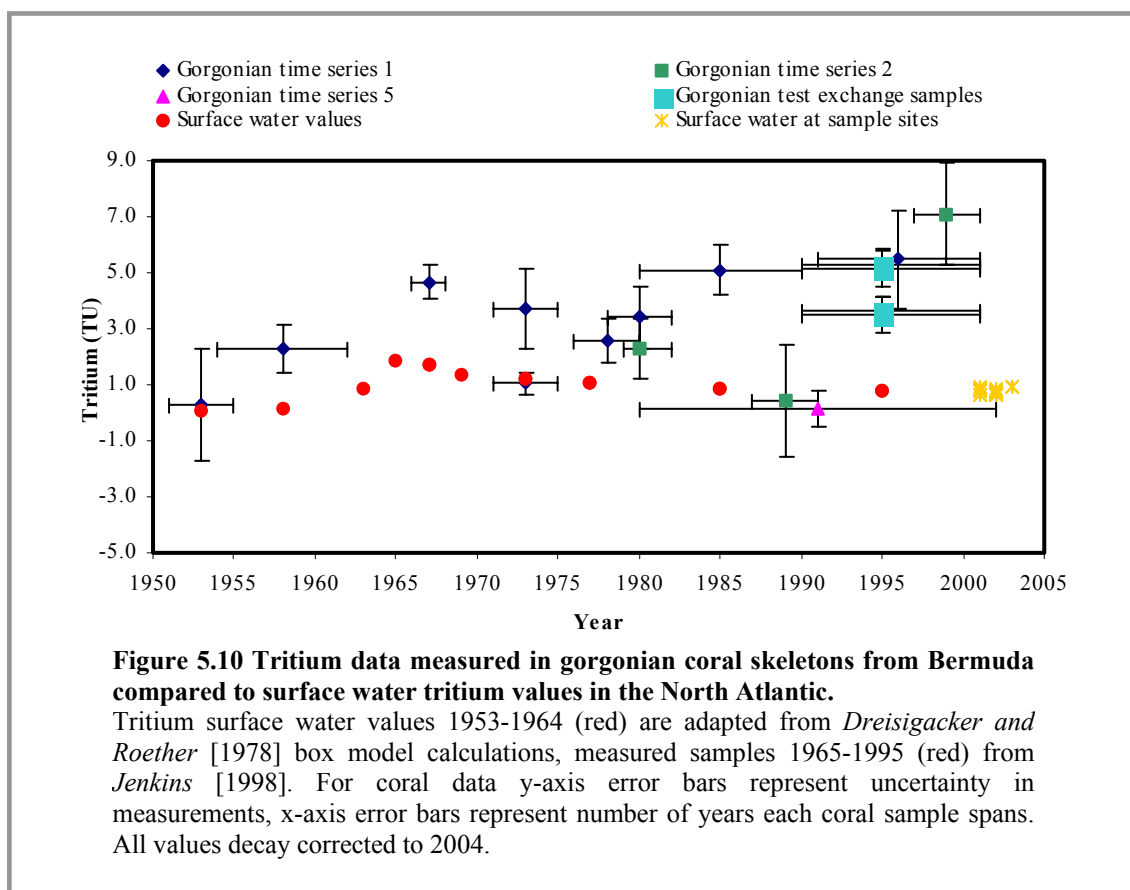 Gorgonian time series 1
Gorgonian time series 2
Gorgonian time series 5
Gorgonian test exchange samples
Surface water values
Surface water at sample sites
9.0
7.0
5.0
3.0
1.0
-1.0
-3.0
-5.0
Tritium (TU)
1950 1955 1960 1965 1970 1975 1980 1985 1990 1995 2000 2005
Year
Figure 5.10 Tritium data measured in gorgonian coral skeletons from Bermuda
compared to surface water tritium values in the North Atlantic.
Tritium surface water values 1953-1964 (red) are adapted from Dreisigacker and
Roether [1978] box model calculations, measured samples 1965-1995 (red) from
Jenkins [1998]. For coral data y-axis error bars represent uncertainty in
measurements, x-axis error bars represent number of years each coral sample spans.
All values decay corrected to 2004.